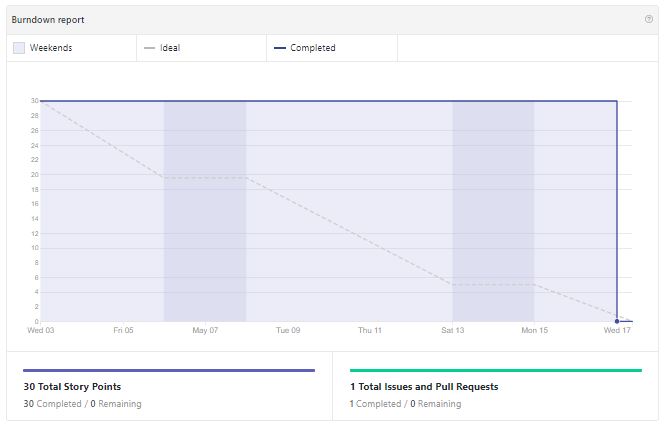 Burndown report
Weekends
Ideal
Completed
30
28
26
24
22
20
18
16
14
12
10
8
6
4
2
0
Wed 03 Fri 05 May 07 Tue 09 Thu 11 Sat 13 Mon 15 Wed 17
30 Total Story Points
30 Completed / 0 Remaining
1 Total Issues and Pull Requests
1 Completed / 0 Remaining